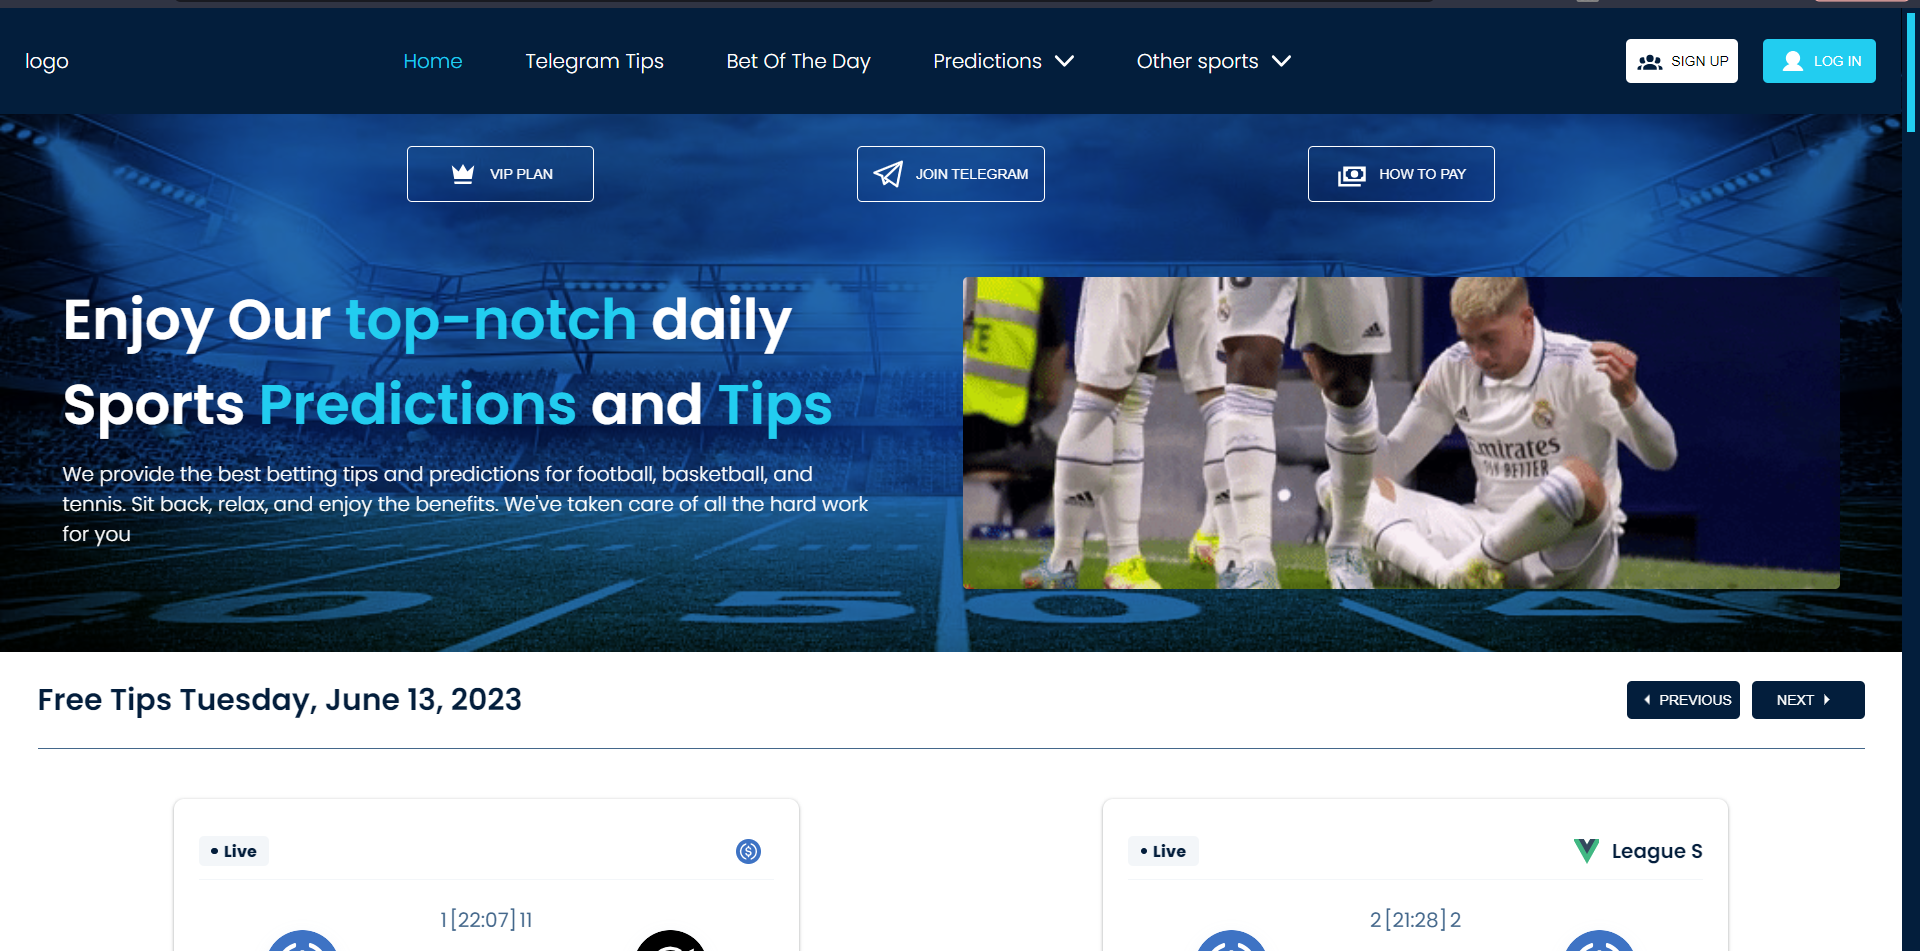 logo
Home
Telegram Tips
Bet Of The Day
Predictions
Other sports
SIGN UP
LOG IN
VIP PLAN
JOIN TELEGRAM
HOW TO PAY
Enjoy Our top-notch daily
Sports Predictions and Tips
We provide the best betting tips and predictions for football, basketball, and
tennis. Sit back, relax, and enjoy the benefits. We've taken care of all the hard work
for you
Emirates
FLY BETTER
Free Tips Tuesday, June 13, 2023
PREVIOUS
NEXT
• Live
• Live
League S
1 [22:07] 11
2 [21:28] 2